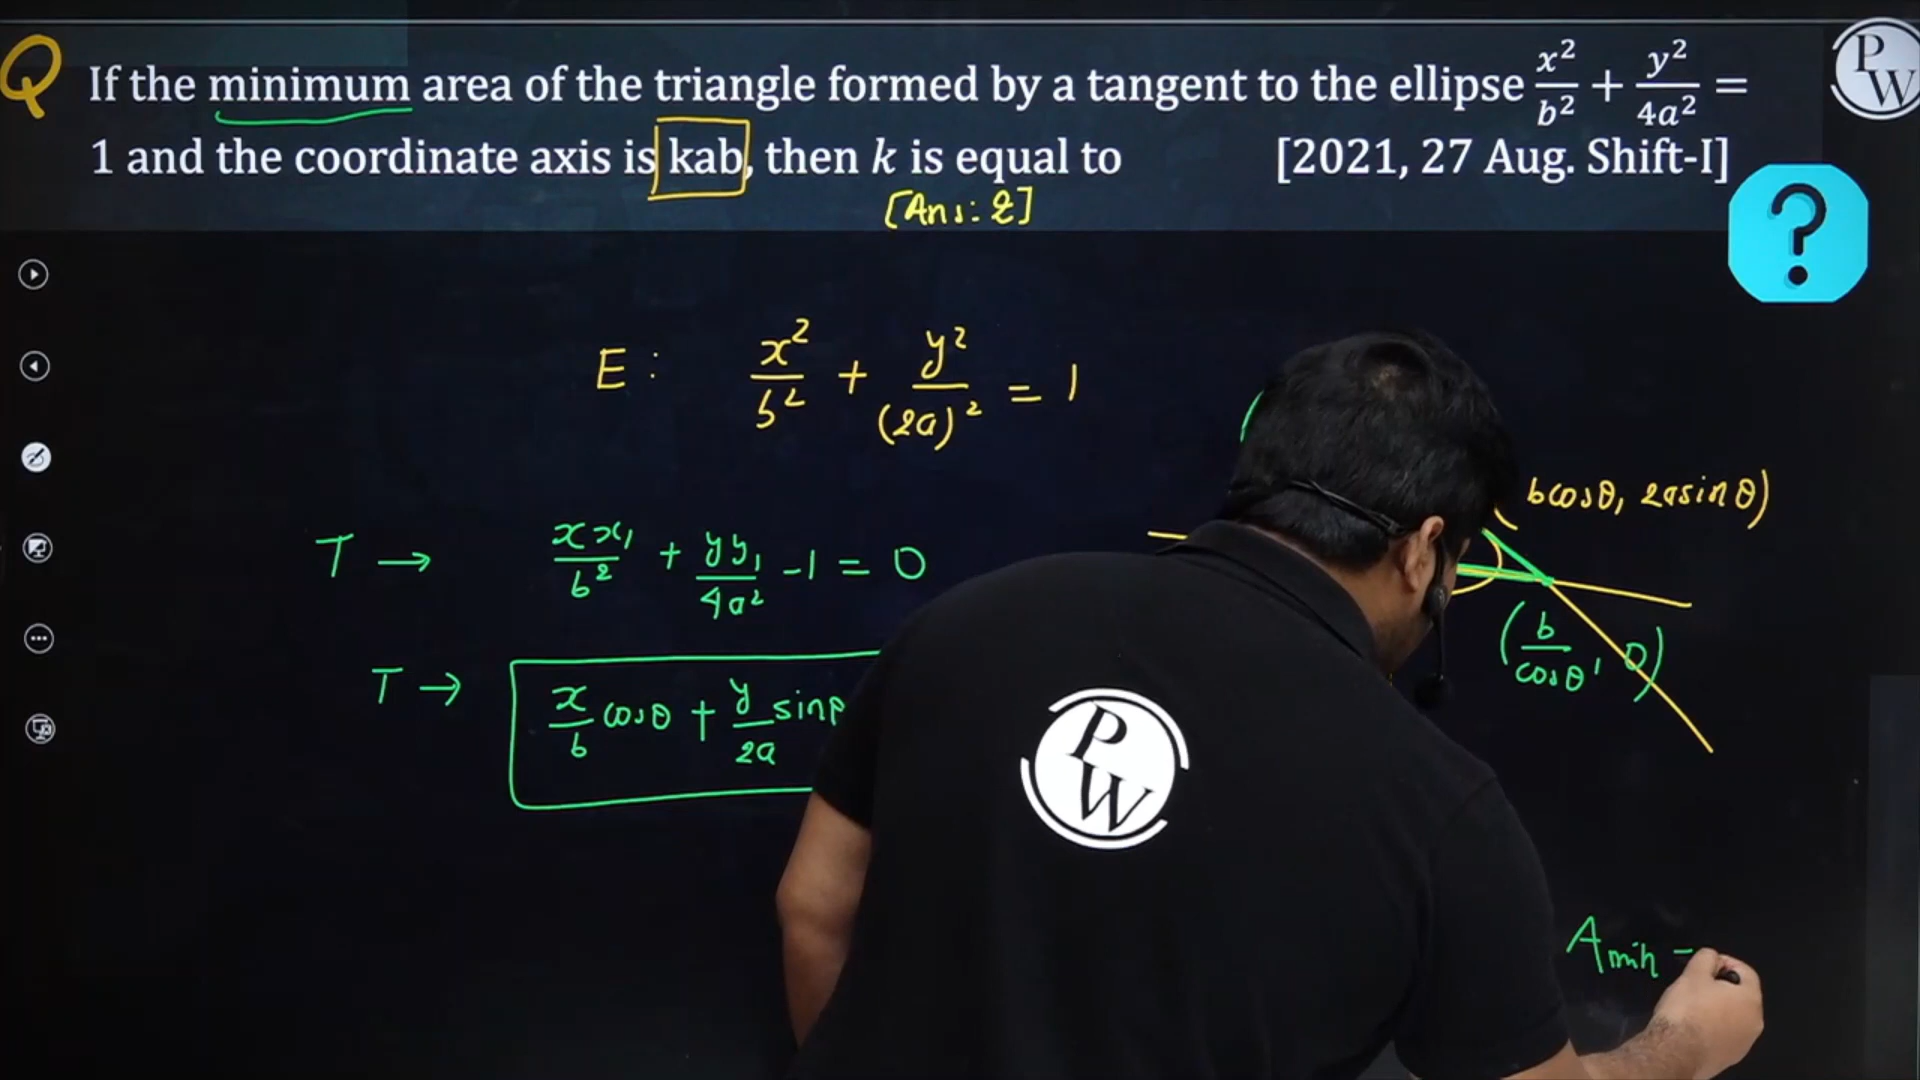 Q If the minimum area of the triangle formed by a tangent to the ellipse x²/b² + y²/4a² =
1 and the coordinate axis is kab, then k is equal to [2021, 27 Aug. Shift-I]
[Ans: 2]
PW
?
E : x²/b² + y²/(2a)² = 1
(bcosθ, 2asinθ)
T → xx₁/b² + yy₁/4a² - 1 = 0
(b/cosθ, 0)
T → x/b cosθ + y/2a sinθ
PW
Amin =